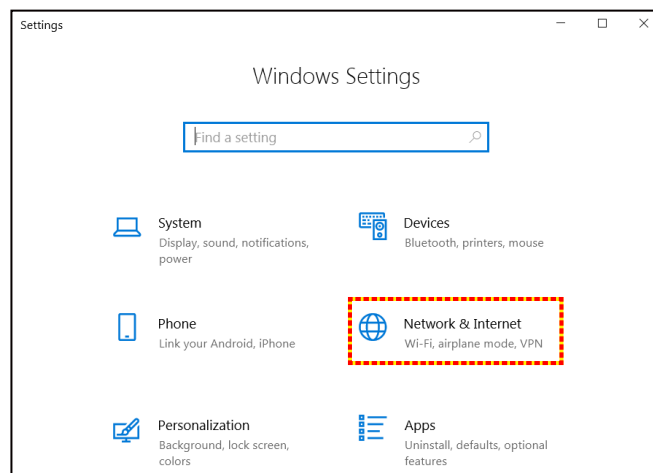 Settings
Windows Settings
Find a setting
System
Display, sound, notifications,
power
Devices
Bluetooth, printers, mouse
Phone
Link your Android, iPhone
Network & Internet
Wi-Fi, airplane mode, VPN
Personalization
Background, lock screen,
colors
Apps
Uninstall, defaults, optional
features